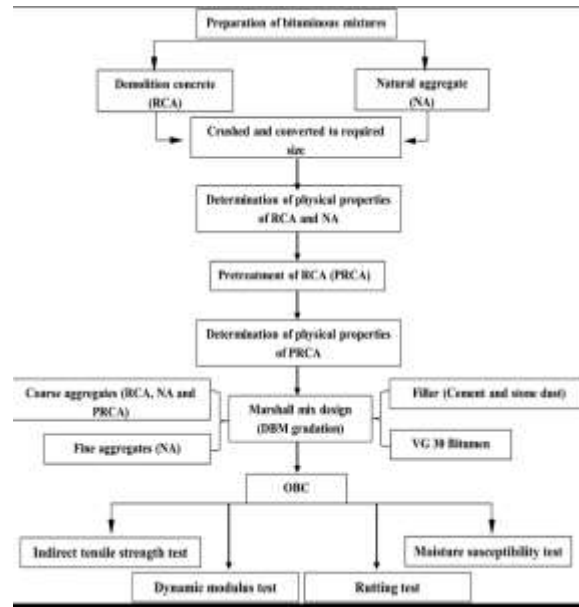 Preparation of bituminous mixtures
Demolition concrete
(RCA)
Natural aggregate
(NA)
Crushed and converted to required
size
Determination of physical properties
of RCA and NA
Pretreatment of RCA (PRCA)
Determination of physical properties
of PRCA
Coarse aggregates (RCA, NA and
PRCA)
Fine aggregates (NA)
Marshall mix design
(DBM gradation)
Filler (Cement and stone dust)
VG 30 Bitumen
OBC
Indirect tensile strength test
Dynamic modulus test
Rutting test
Moisture susceptibility test